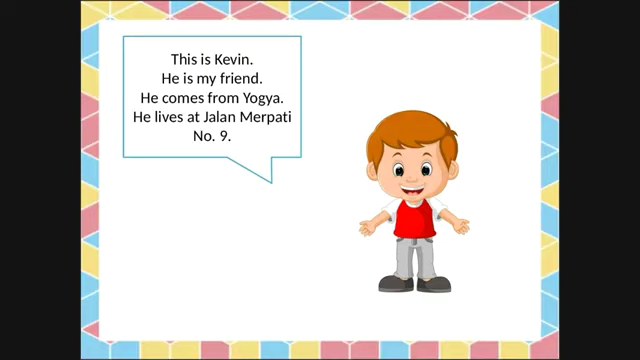 This is Kevin.
He is my friend.
He comes from Yogya.
He lives at Jalan Merpati
No. 9.